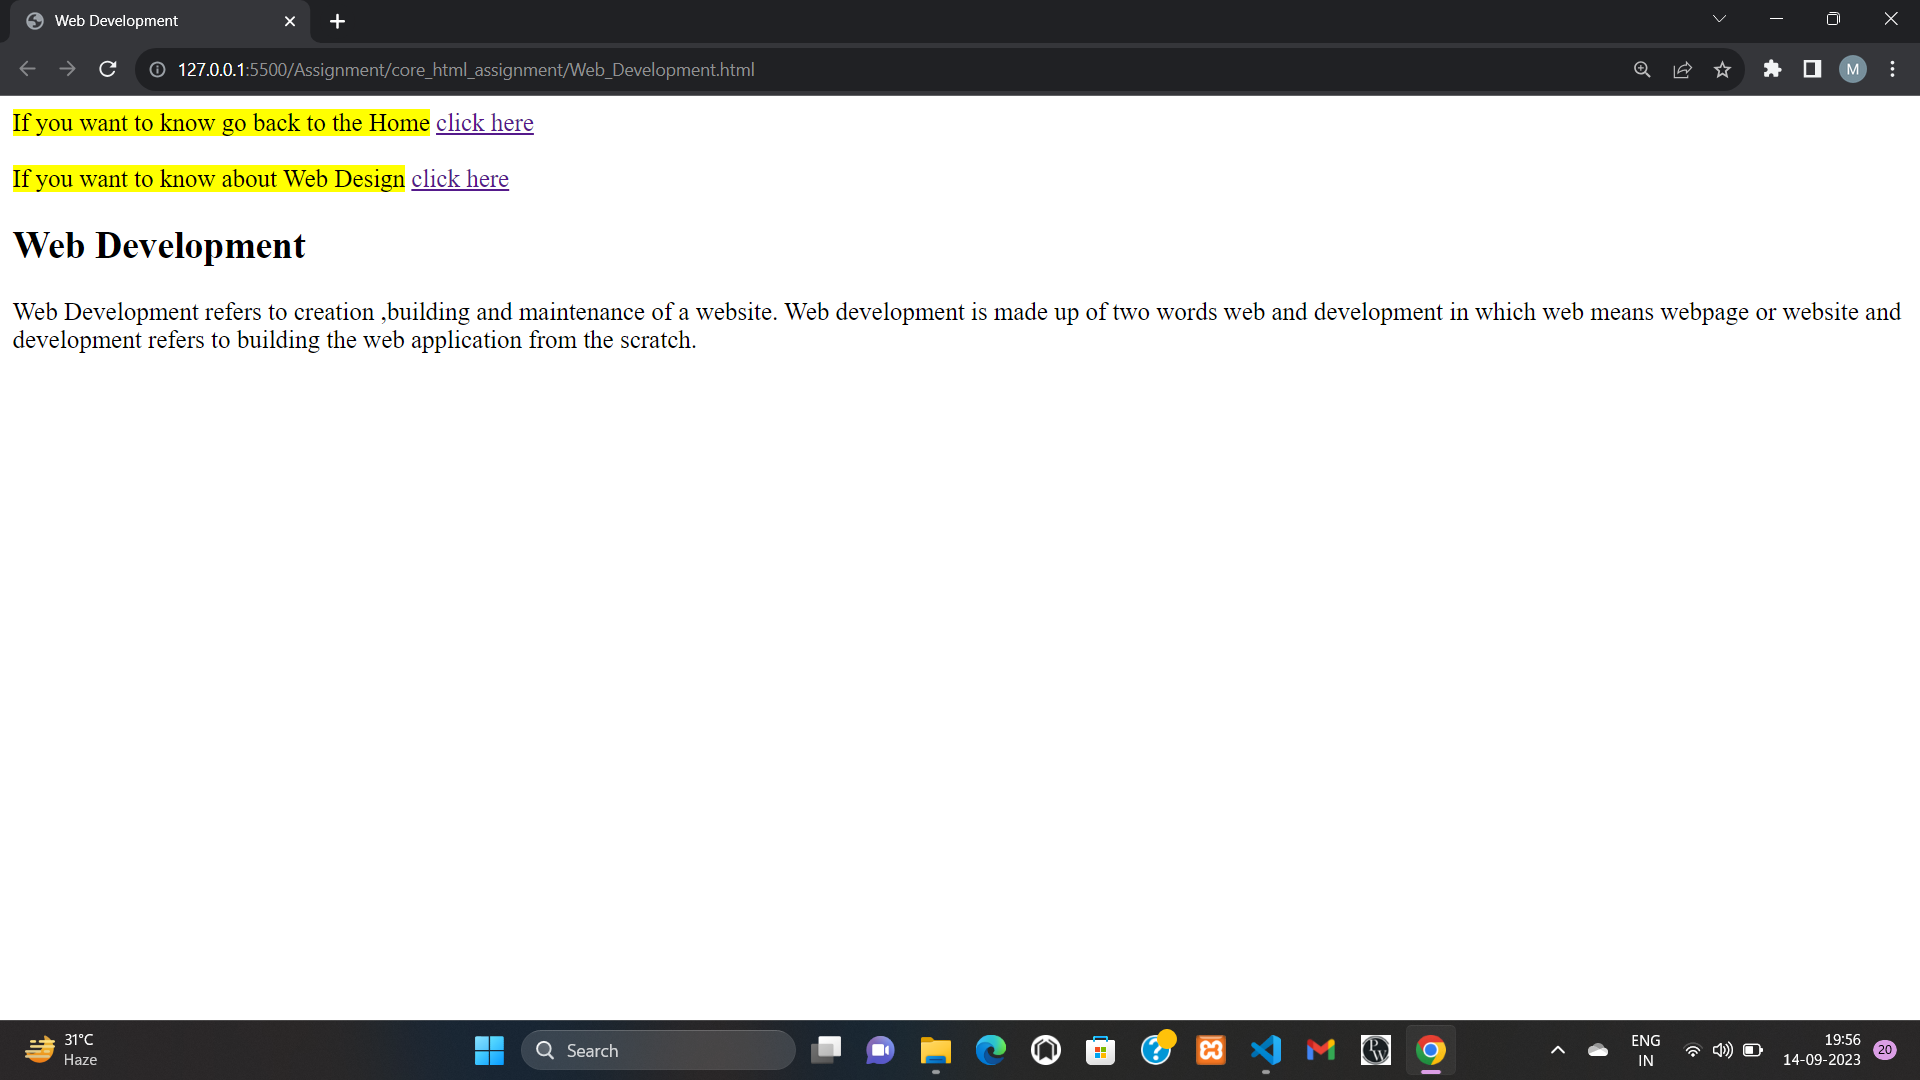 Web Development
127.0.0.1:5500/Assignment/core_html_assignment/Web_Development.html
M
If you want to know go back to the Home click here
If you want to know about Web Design click here
Web Development
Web Development refers to creation ,building and maintenance of a website. Web development is made up of two words web and development in which web means webpage or website and
development refers to building the web application from the scratch.
31°C
Haze
Search
PW
ENG
IN
19:56
14-09-2023
20